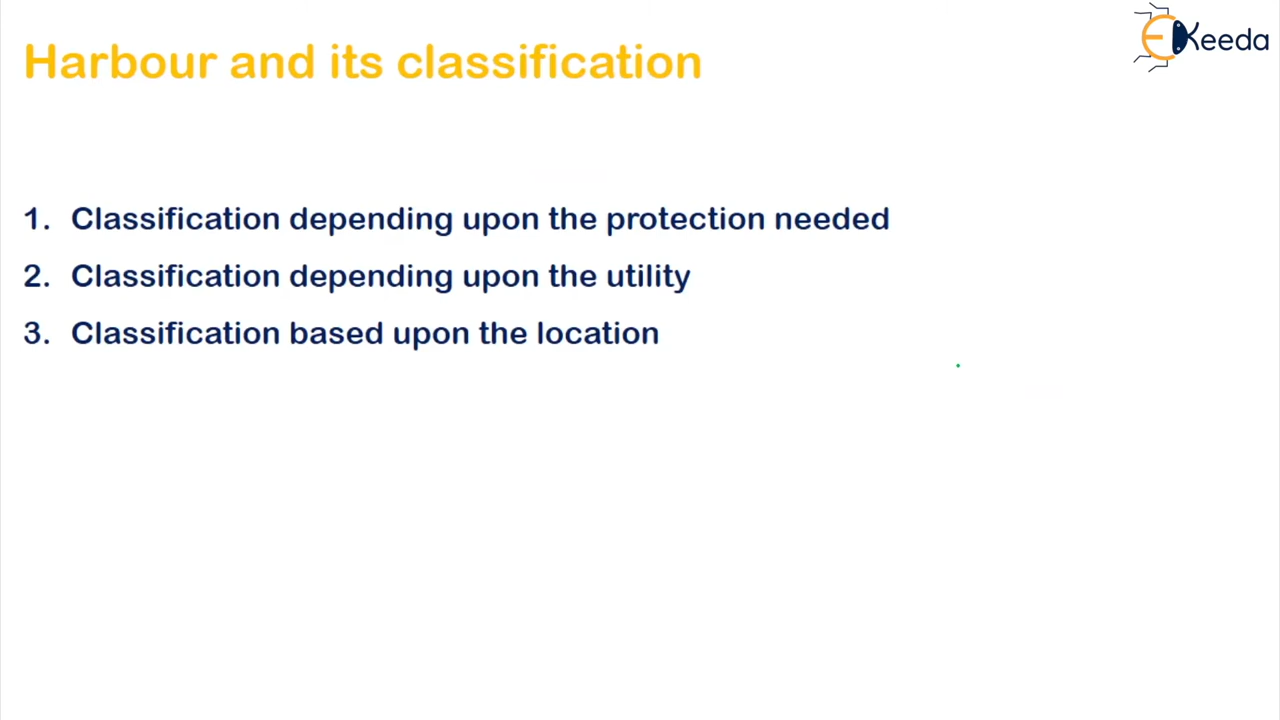 Harbour and its classification
EKeeda
1. Classification depending upon the protection needed
2. Classification depending upon the utility
3. Classification based upon the location